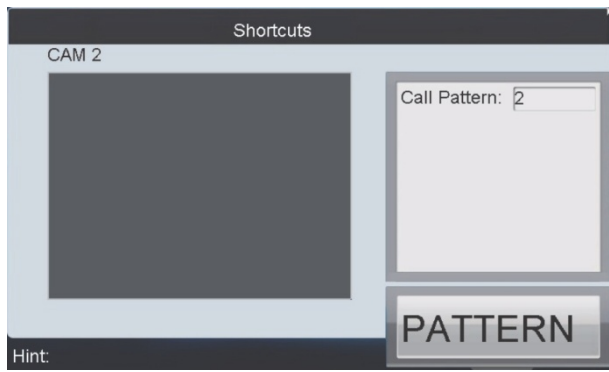 Shortcuts
CAM 2
Call Pattern: 2
PATTERN
Hint: